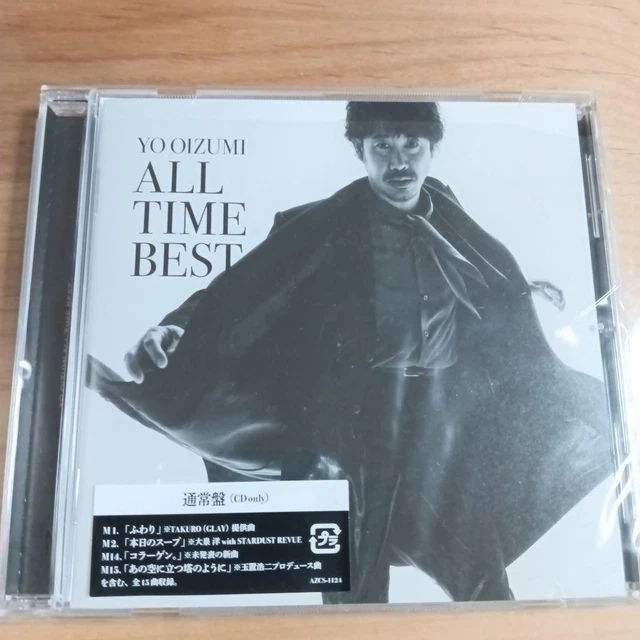 YO OIZUMI
ALL
TIME
BEST
通常盤 (CD only)
M1.「ふわり」※TAKURO (GLAY) 提供曲
M2.「本日のスープ」※大泉 洋 with STARDUST REVUE
M14.「コラーゲン。」※未発表の新曲
M15.「あの空に立つ塔のように」※玉置浩二プロデュース曲
を含む、全15曲収録。
プラ
AZCS-1124